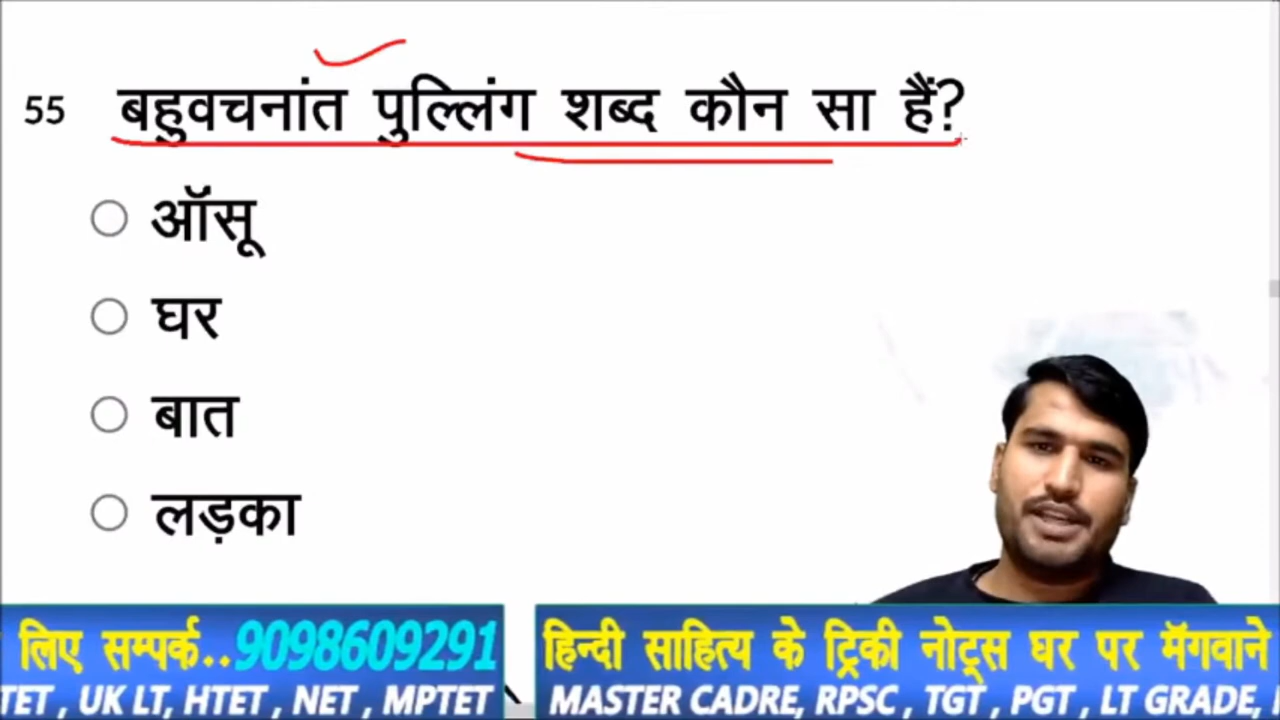 55 बहुवचनांत पुल्लिंग शब्द कौन सा हैं?
ऑसू
घर
बात
लड़का
लिए सम्पर्क..9098609291
हिन्दी साहित्य के ट्रिकी नोट्स घर पर मॅगवाने
TET , UK LT, HTET , NET , MPTET
MASTER CADRE, RPSC , TGT , PGT , LT GRADE,